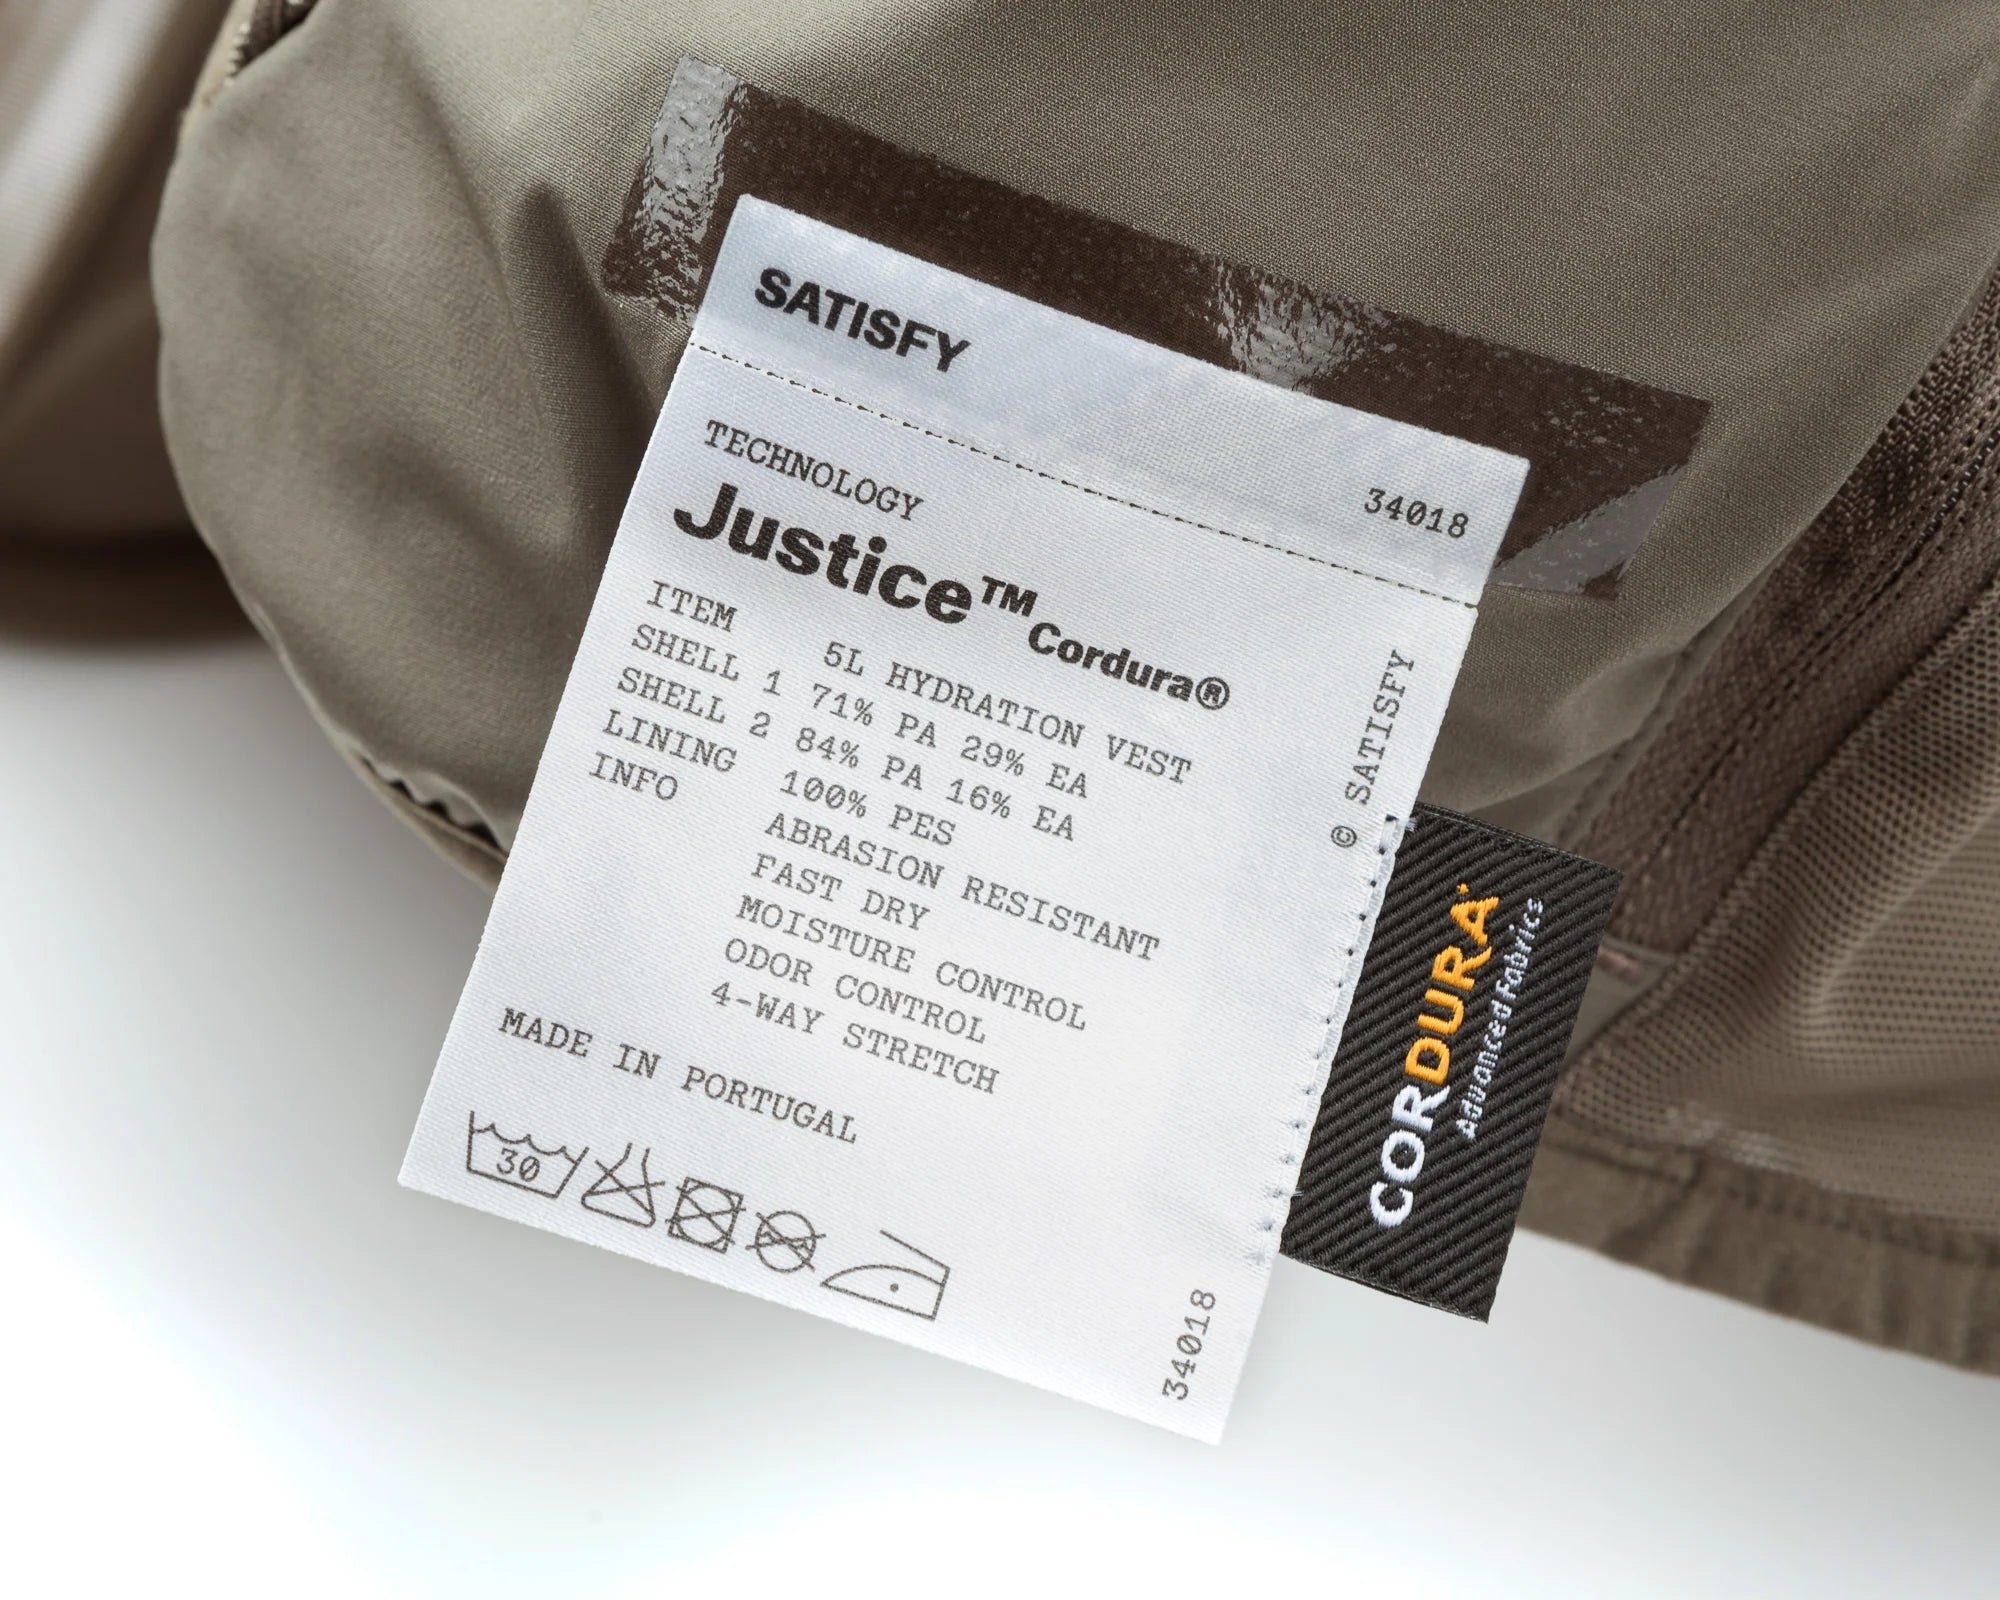 SATISFY
34018
TECHNOLOGY
Justice™ Cordura®
ITEM 5L HYDRATION VEST
SHELL 1 71% PA 29% EA
SHELL 2 84% PA 16% EA
LINING 100% PES
INFO ABRASION RESISTANT
FAST DRY
MOISTURE CONTROL
ODOR CONTROL
4-WAY STRETCH
MADE IN PORTUGAL
30
© SATISFY
34018
CORDURA
Advanced Fabrics